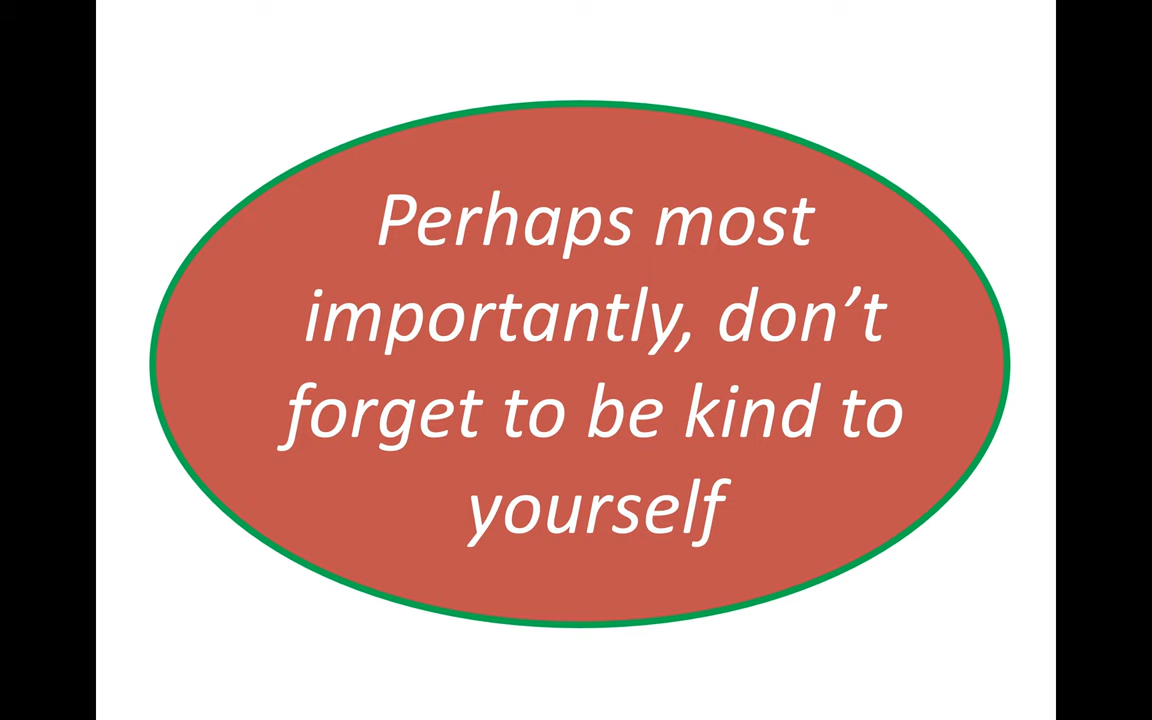 Perhaps most
importantly, don’t
forget to be kind to
yourself